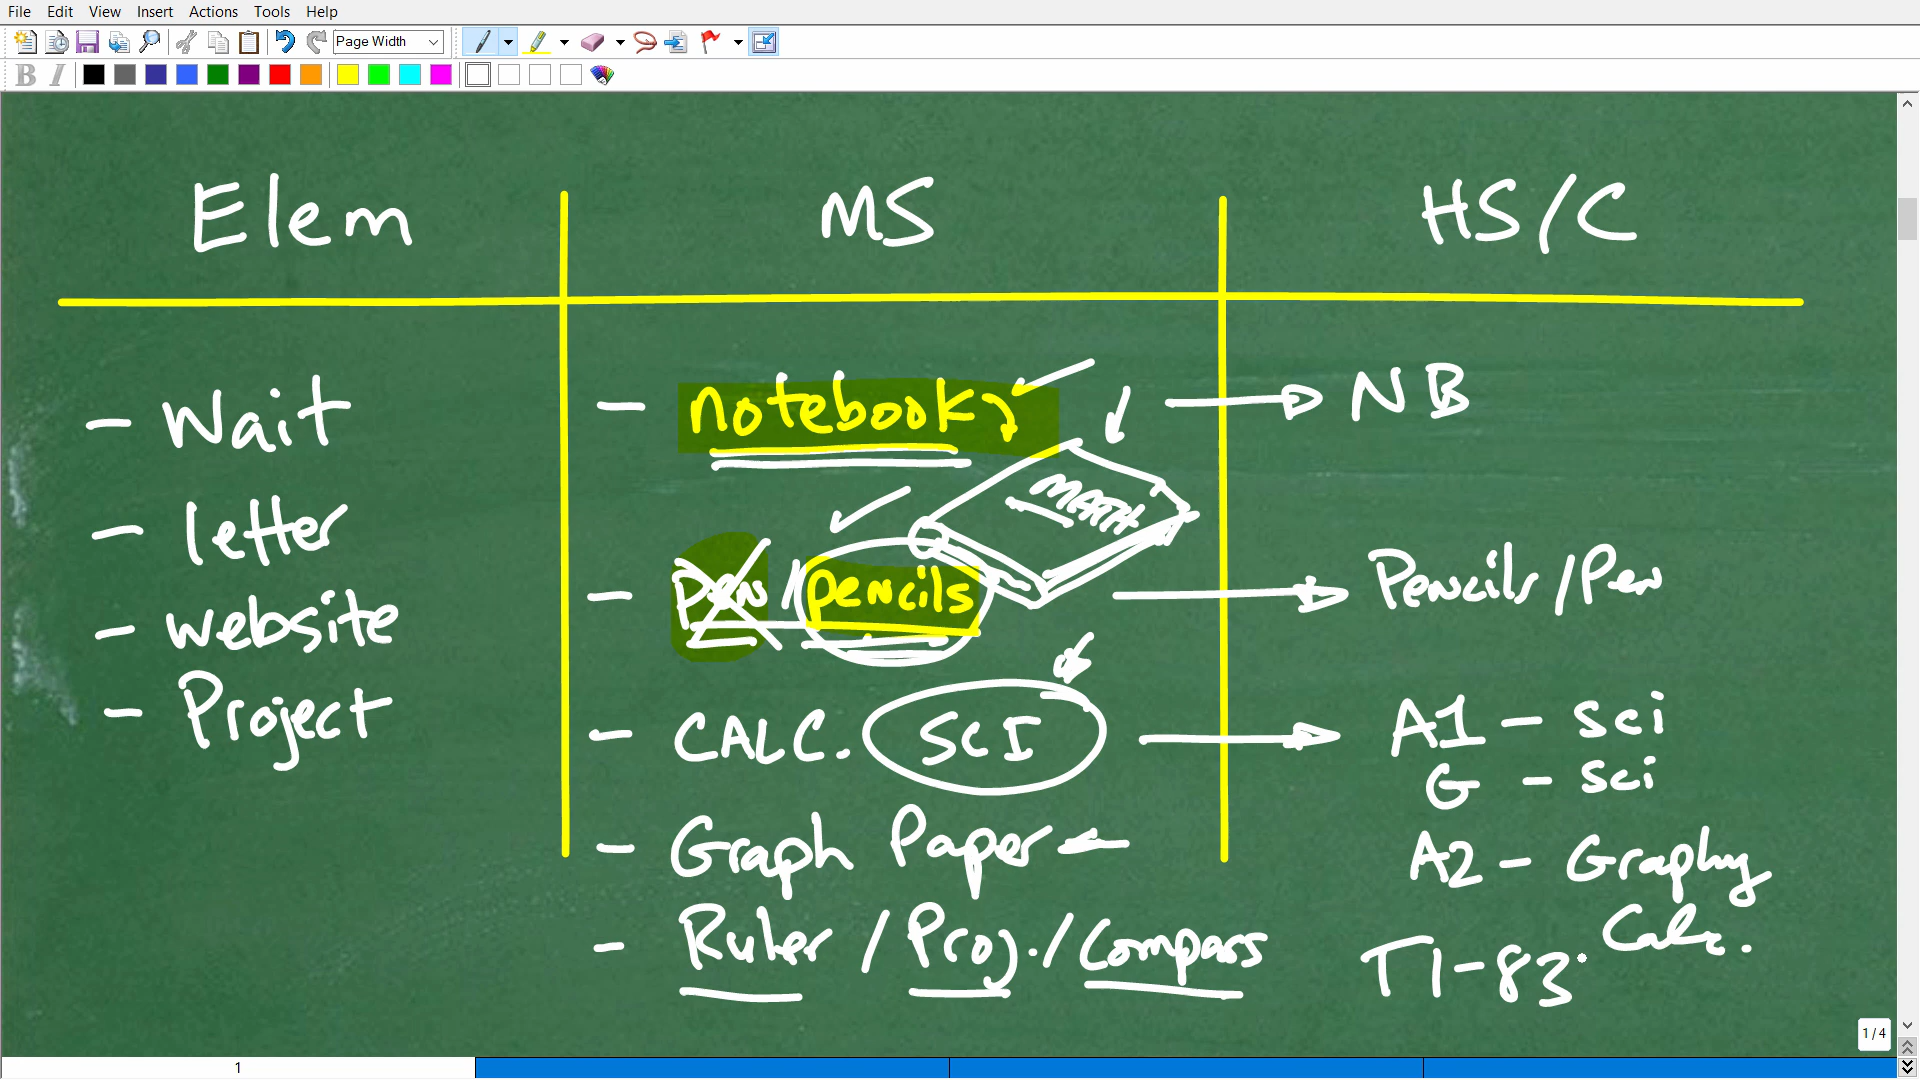 File Edit View Insert Actions Tools Help
Page Width
B I
Elem MS HS/C
- Wait
- letter
- website
- Project
- notebook
MATH
- pen / pencils
- CALC. SCI
- Graph Paper
- Ruler / Proj. / Compass
NB
Pencils / Pen
A1 - sci
G - sci
A2 - Graphing
Calc.
TI-83
1 / 4
1